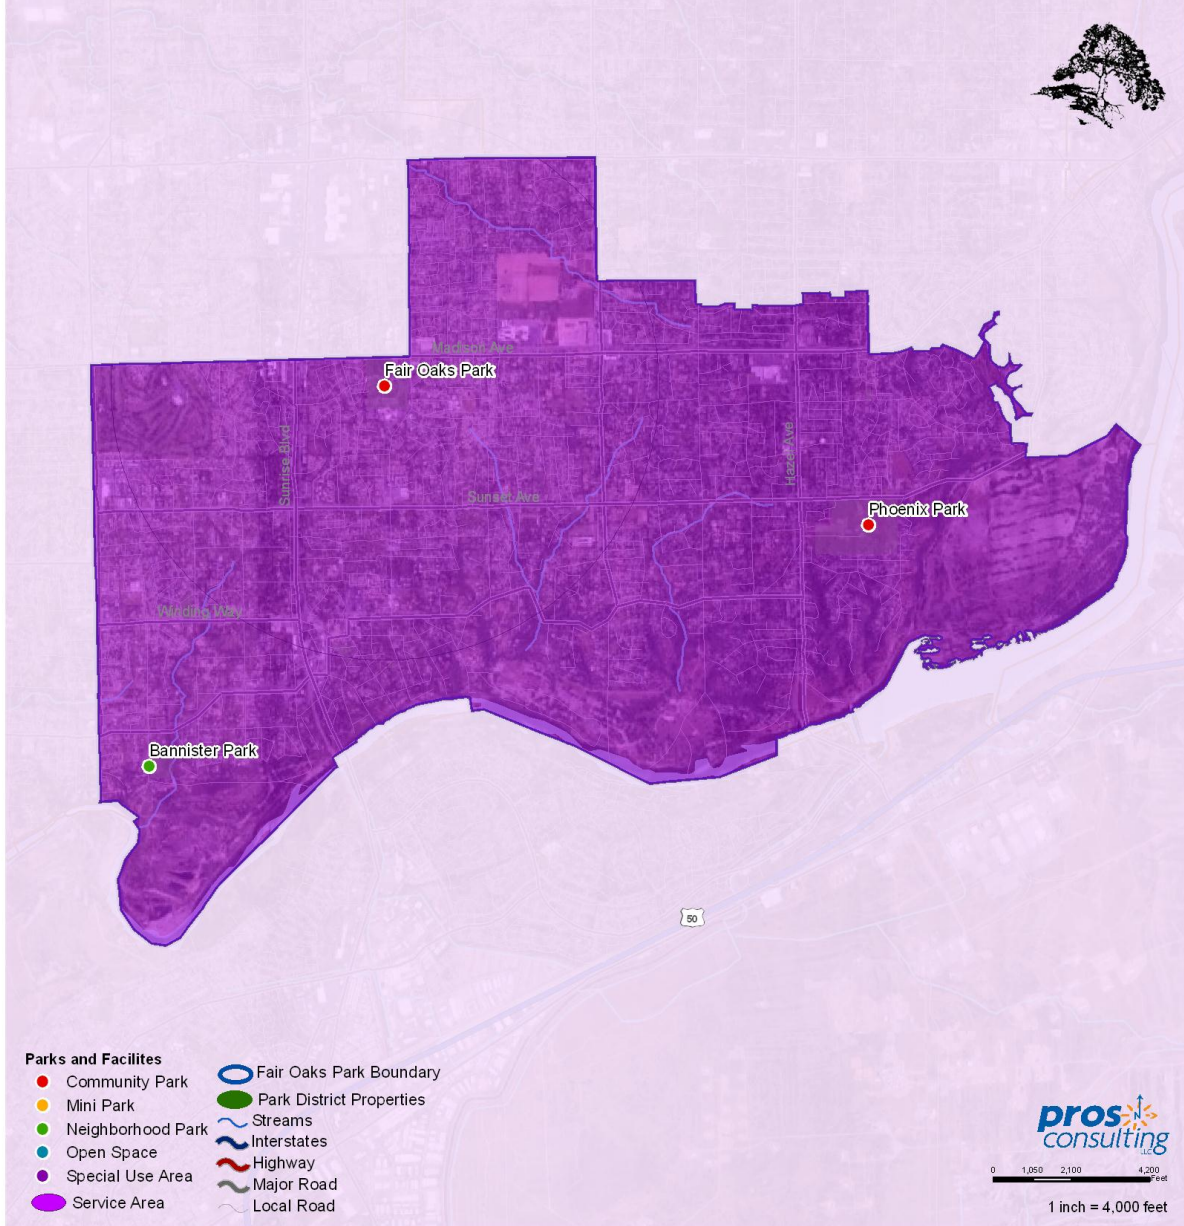 Madison Ave
Fair Oaks Park
Sunrise Blvd
Hazel Ave
Sunset Ave
Phoenix Park
Winding Way
Bannister Park
50
Parks and Facilites
Community Park
Mini Park
Neighborhood Park
Open Space
Special Use Area
Service Area
Fair Oaks Park Boundary
Park District Properties
Streams
Interstates
Highway
Major Road
Local Road
N
pros
consulting
LLC
0 1,050 2,100 4,200
Feet
1 inch = 4,000 feet